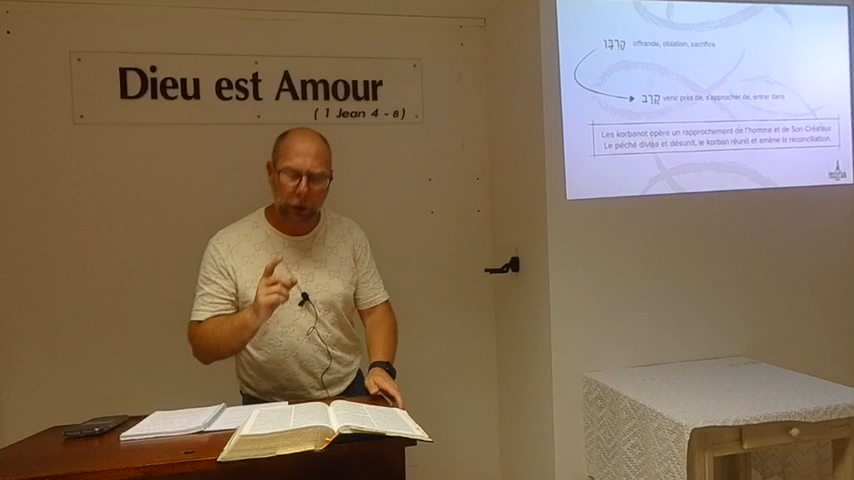 Dieu est Amour
( 1 Jean 4 - 8 )
offrande, oblation, sacrifice
קרב venir près de, s'approcher de, entrer dans
Les korbanot opère un rapprochement de l'homme et de Son Créateur.
Le péché divise et désunit, le korban réunit et amène la réconciliation.